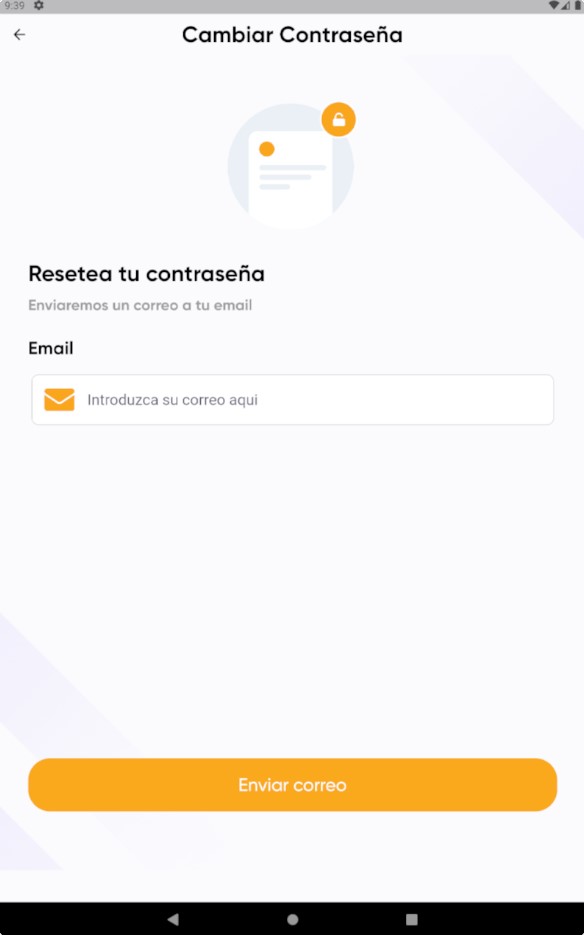 9:39
Cambiar Contraseña
Resetea tu contraseña
Enviaremos un correo a tu email
Email
Introduzca su correo aqui
Enviar correo